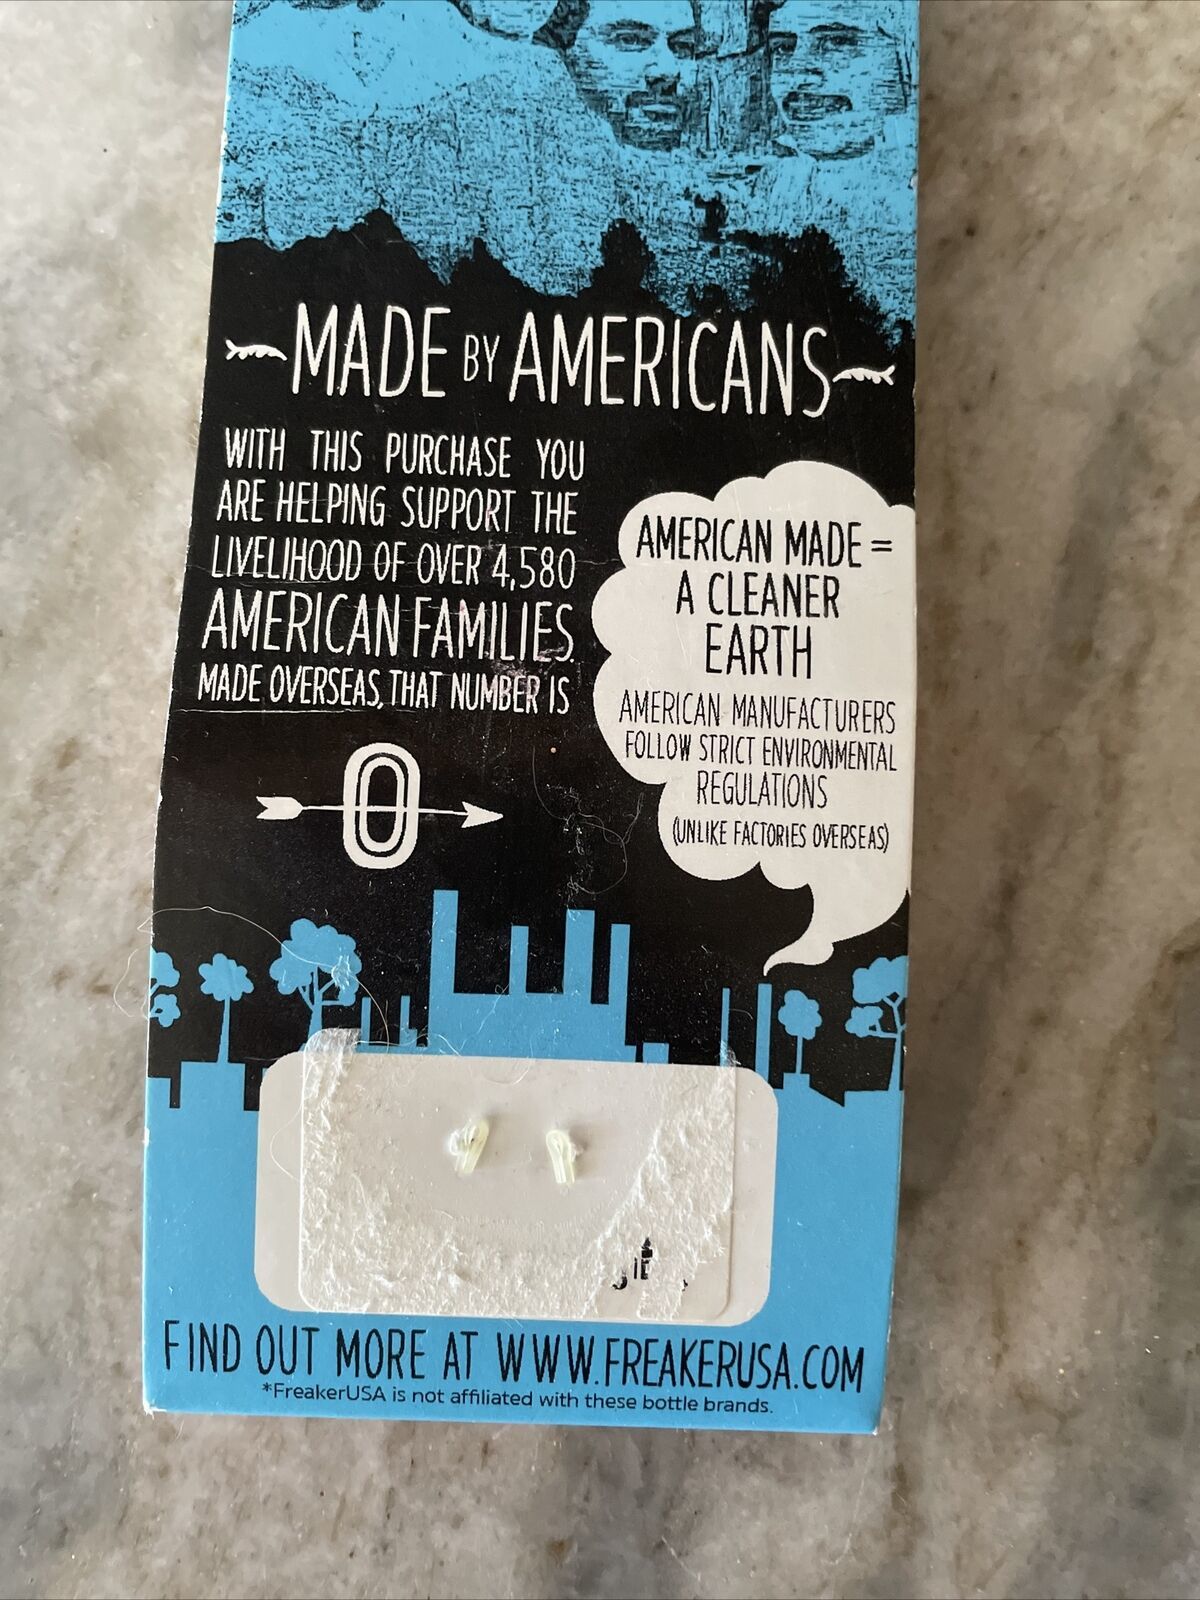 MADE BY AMERICANS
WITH THIS PURCHASE YOU
ARE HELPING SUPPORT THE
LIVELIHOOD OF OVER 4,580
AMERICAN FAMILIES.
MADE OVERSEAS, THAT NUMBER IS
0
AMERICAN MADE =
A CLEANER
EARTH
AMERICAN MANUFACTURERS
FOLLOW STRICT ENVIRONMENTAL
REGULATIONS
(UNLIKE FACTORIES OVERSEAS)
FIND OUT MORE AT WWW.FREAKERUSA.COM
*FreakerUSA is not affiliated with these bottle brands.